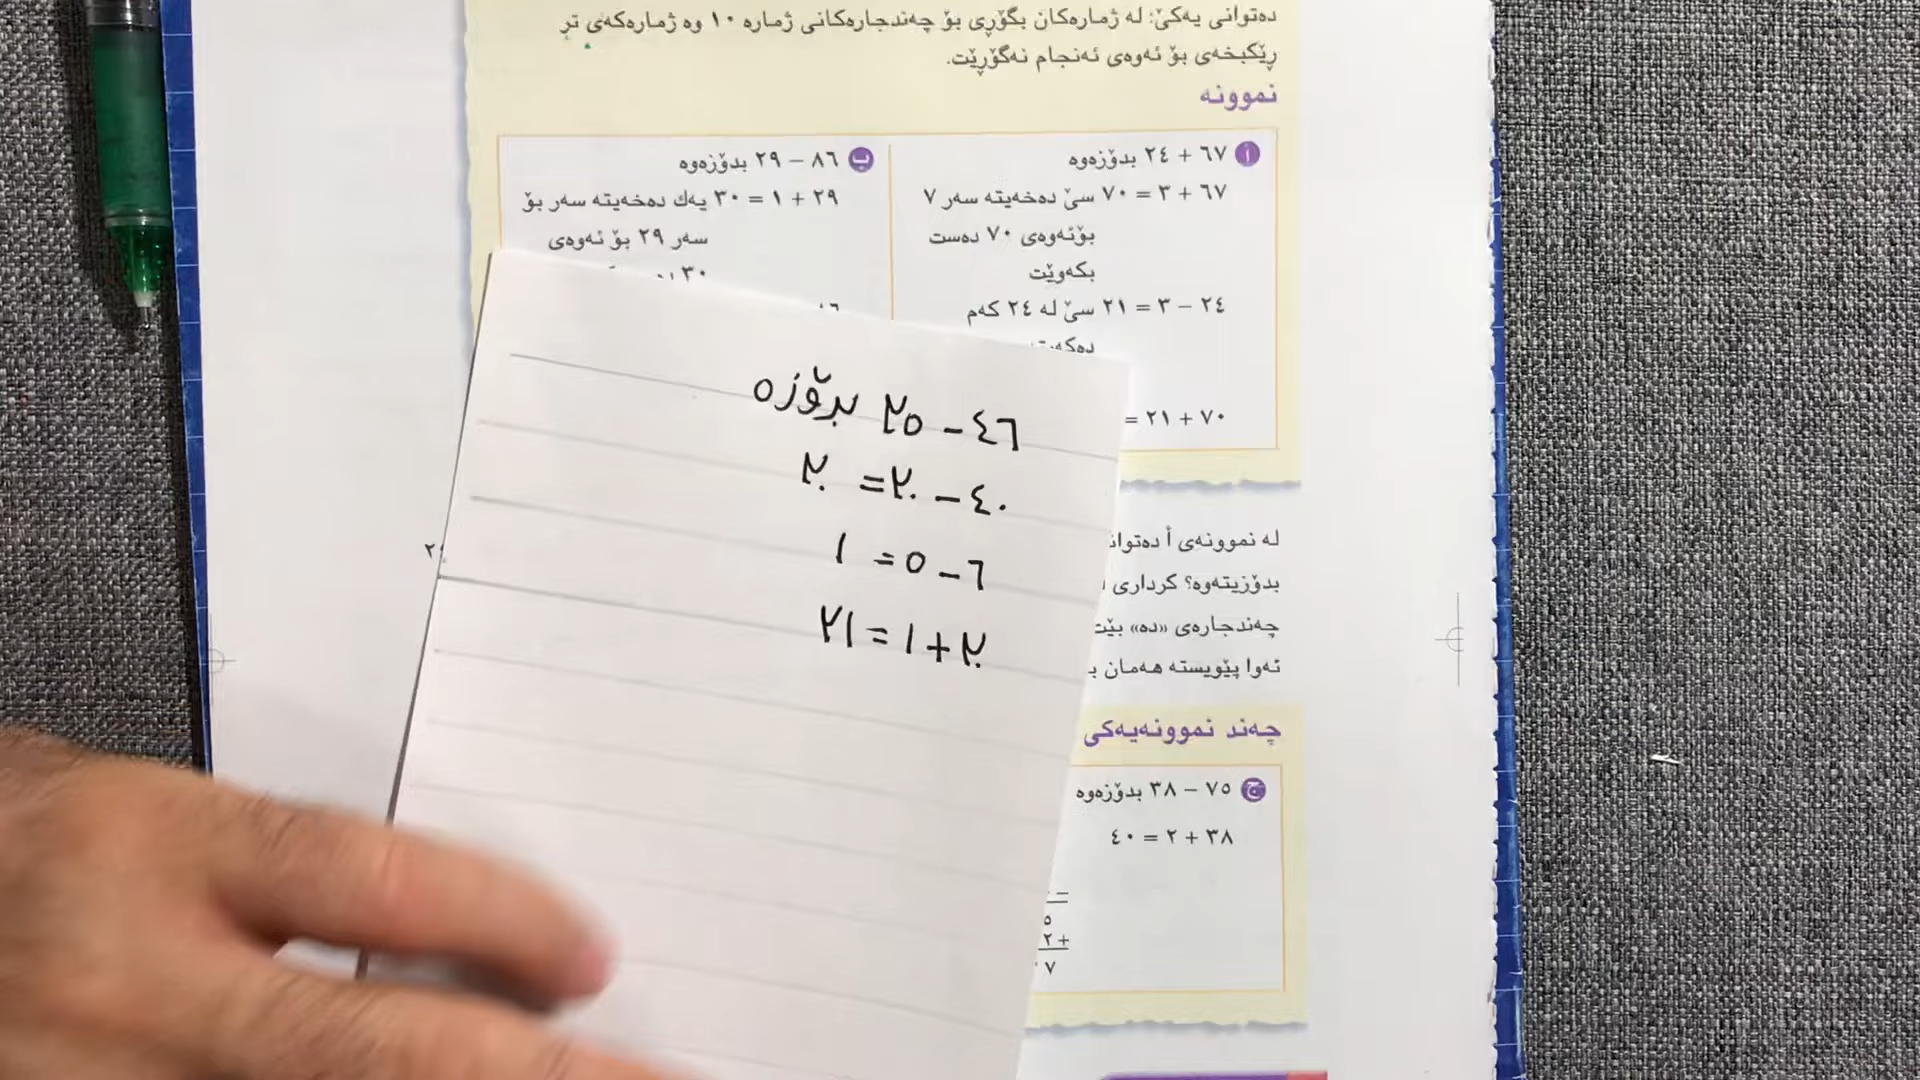 دەتوانی یەکێ: لە ژمارەکان بگۆڕی بۆ چەندجارەکانی ژمارە ١٠ وە ژمارەکەی تر
ڕێکبخەی بۆ ئەوەی ئەنجام نەگۆڕێت.
نموونە
أ ٦٧ + ٢٤ بدۆزەوە
٦٧ + ٣ = ٧٠ سێ دەخەیتە سەر ٧
بۆئەوەی ٧٠ دەست
بکەوێت
٢٤ − ٣ = ٢١ سێ لە ٢٤ کەم
٧٠ + ٢١ =
ب ٨٦ − ٢٩ بدۆزەوە
٢٩ + ١ = ٣٠ یەك دەخەیتە سەر بۆ
سەر ٢٩ بۆ ئەوەی
٣٠
٤٦ − ٢٥ بدۆزە
٤٠ − ٢٠ = ٢٠
٦ − ٥ = ١
٢٠ + ١ = ٢١
لە نموونەی أ
بدۆزیتەوە؟ کرداری
چەندجارەی «دە» بێت
ئەوا پێویستە هەمان
چەند نموونەیەکی
ج ٧٥ − ٣٨ بدۆزەوە
٣٨ + ٢ = ٤٠
−
٥
+ ٢
٧